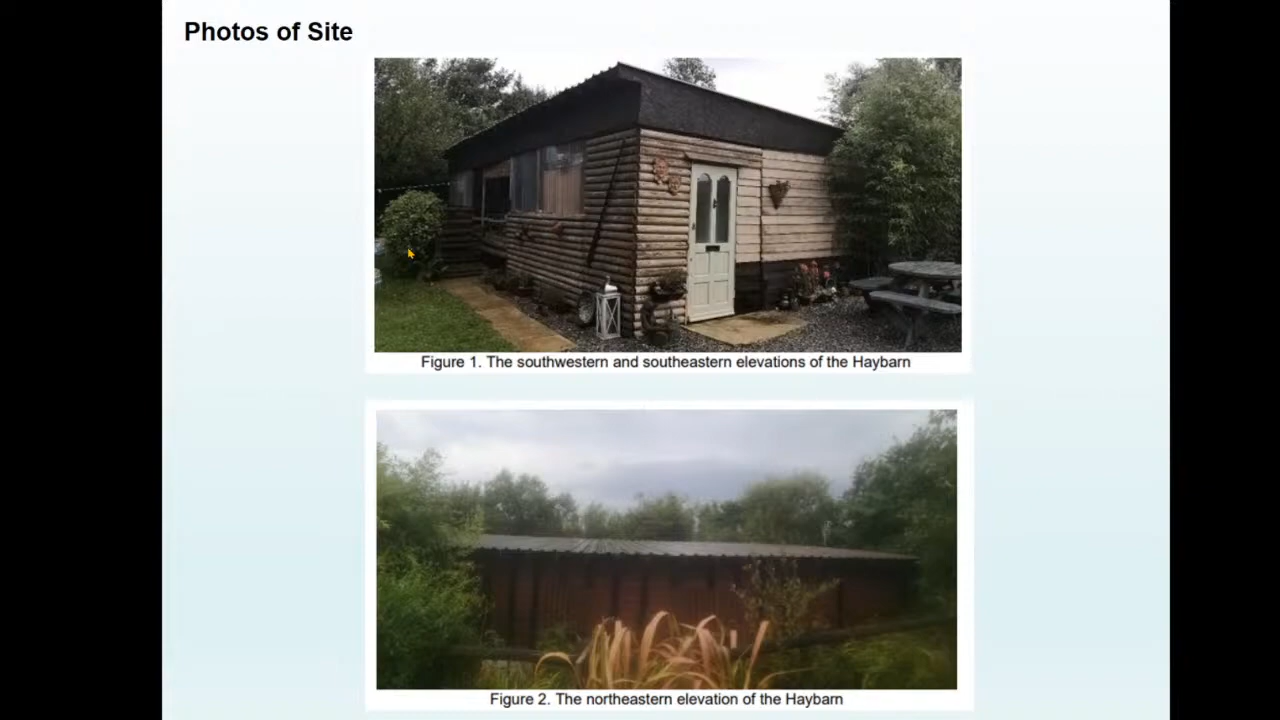 Photos of Site
Figure 1. The southwestern and southeastern elevations of the Haybarn
Figure 2. The northeastern elevation of the Haybarn